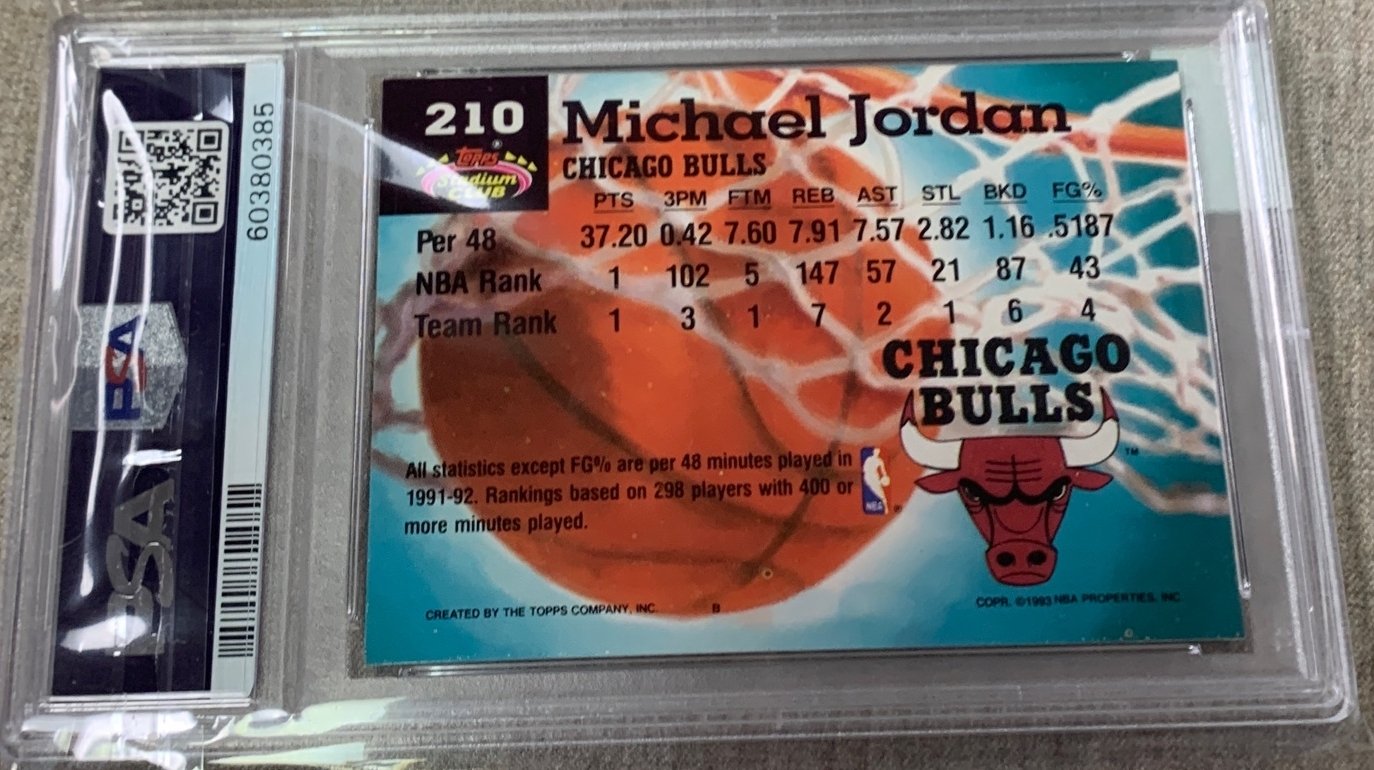 60380385
PSA
PSA
210
Topps ®
Stadium
CLUB
Michael Jordan
CHICAGO BULLS
PTS 3PM FTM REB AST STL BKD FG%
Per 48 37.20 0.42 7.60 7.91 7.57 2.82 1.16 .5187
NBA Rank 1 102 5 147 57 21 87 43
Team Rank 1 3 1 7 2 1 6 4
CHICAGO
BULLS
TM
All statistics except FG% are per 48 minutes played in
1991-92. Rankings based on 298 players with 400 or
more minutes played.
NBA ®
CREATED BY THE TOPPS COMPANY, INC. B COPR. ©1993 NBA PROPERTIES, INC